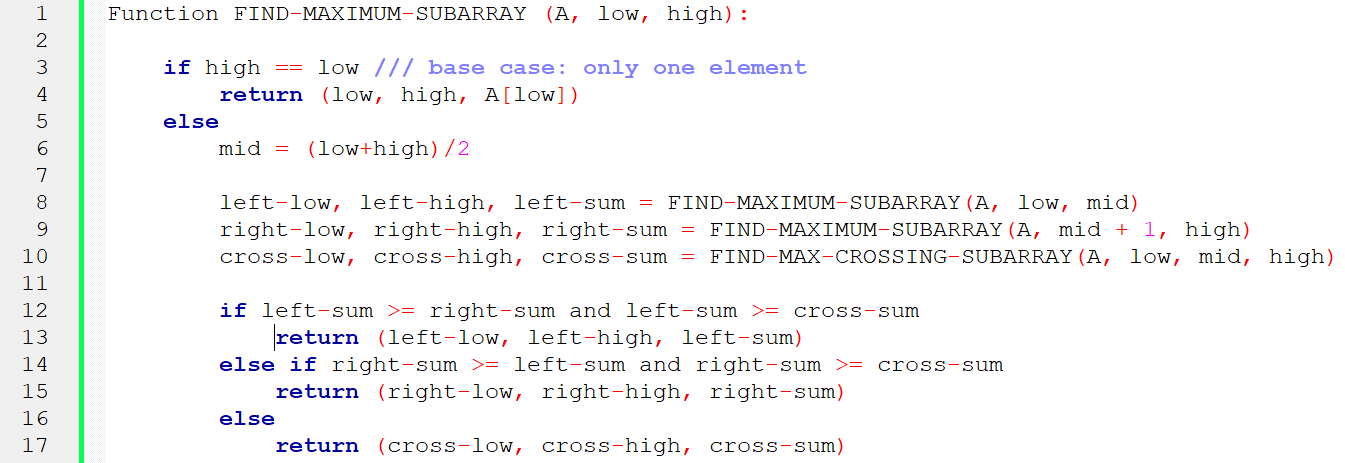 1 Function FIND-MAXIMUM-SUBARRAY (A, low, high):
2
3 if high == low /// base case: only one element
4 return (low, high, A[low])
5 else
6 mid = (low+high)/2
7
8 left-low, left-high, left-sum = FIND-MAXIMUM-SUBARRAY(A, low, mid)
9 right-low, right-high, right-sum = FIND-MAXIMUM-SUBARRAY(A, mid + 1, high)
10 cross-low, cross-high, cross-sum = FIND-MAX-CROSSING-SUBARRAY(A, low, mid, high)
11
12 if left-sum >= right-sum and left-sum >= cross-sum
13 return (left-low, left-high, left-sum)
14 else if right-sum >= left-sum and right-sum >= cross-sum
15 return (right-low, right-high, right-sum)
16 else
17 return (cross-low, cross-high, cross-sum)